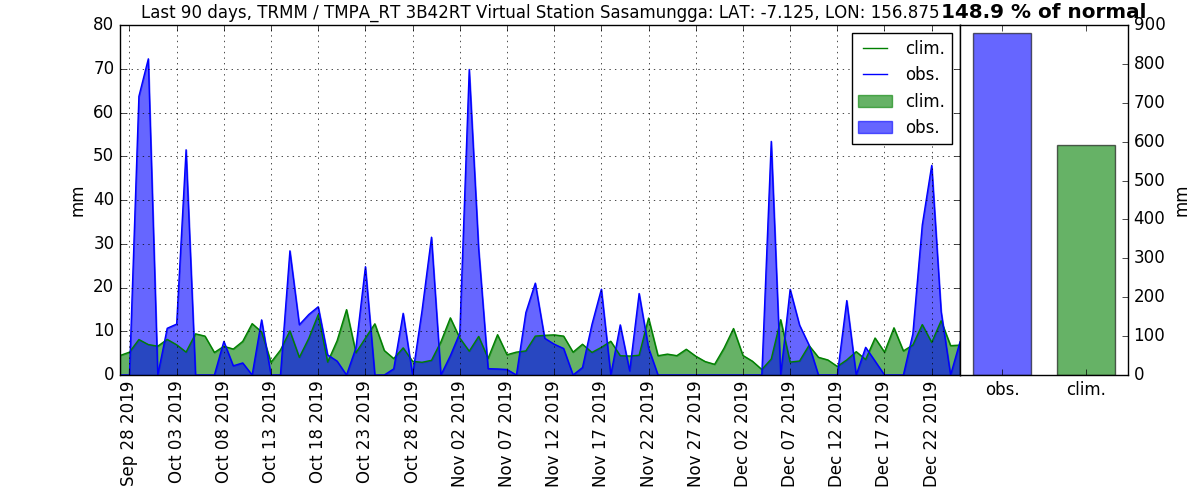 Last 90 days, TRMM / TMPA_RT 3B42RT Virtual Station Sasamungga: LAT: -7.125, LON: 156.875
148.9 % of normal
80
70
60
50
40
30
20
10
0
mm
clim.
obs.
clim.
obs.
900
800
700
600
500
400
300
200
100
0
mm
Sep 28 2019
Oct 03 2019
Oct 08 2019
Oct 13 2019
Oct 18 2019
Oct 23 2019
Oct 28 2019
Nov 02 2019
Nov 07 2019
Nov 12 2019
Nov 17 2019
Nov 22 2019
Nov 27 2019
Dec 02 2019
Dec 07 2019
Dec 12 2019
Dec 17 2019
Dec 22 2019
obs.
clim.